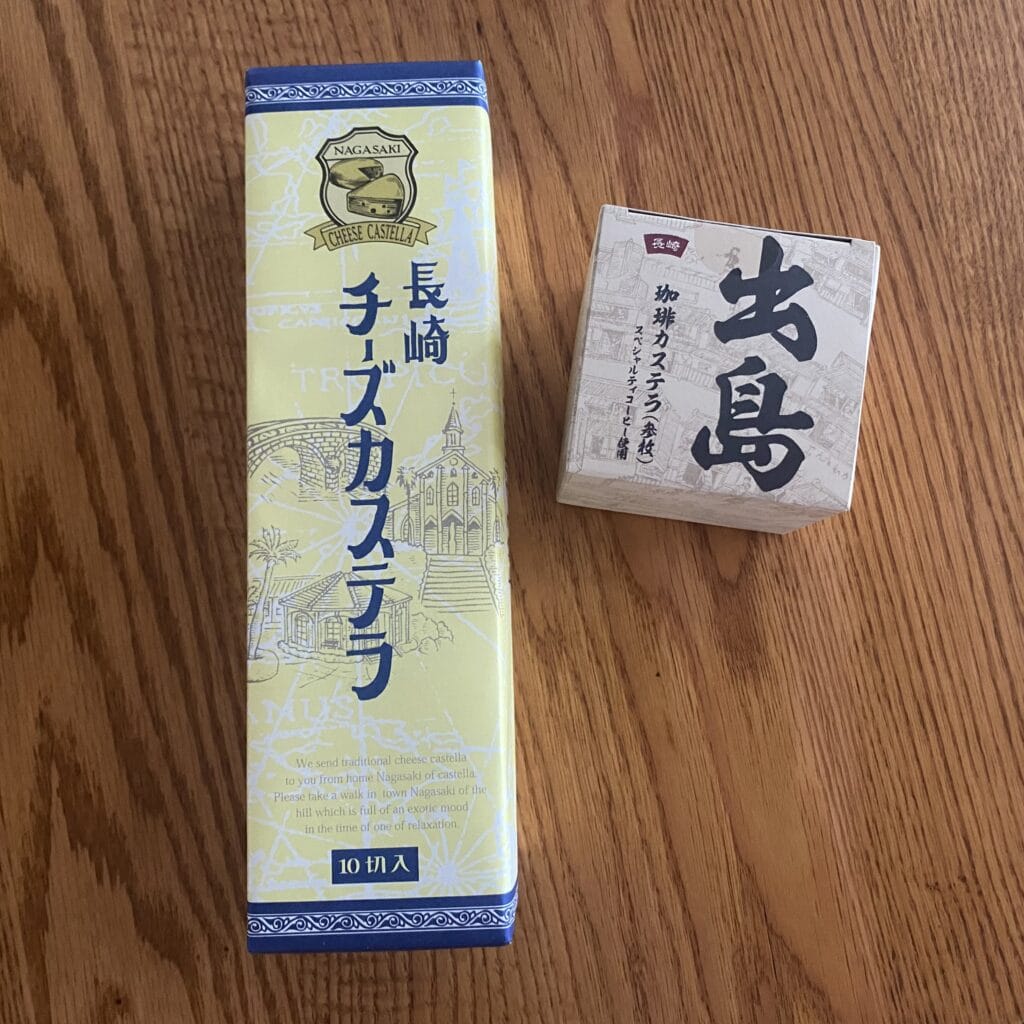 NAGASAKI
CHEESE CASTELLA
長崎
チーズカステラ
We send traditional cheese castella
to you from home Nagasaki of castella.
Please take a walk in town Nagasaki of the
hill which is full of an exotic mood
in the time of one of relaxation.
10切入
長崎
出島
珈琲カステラ(参枚)
スペシャルティコーヒー使用